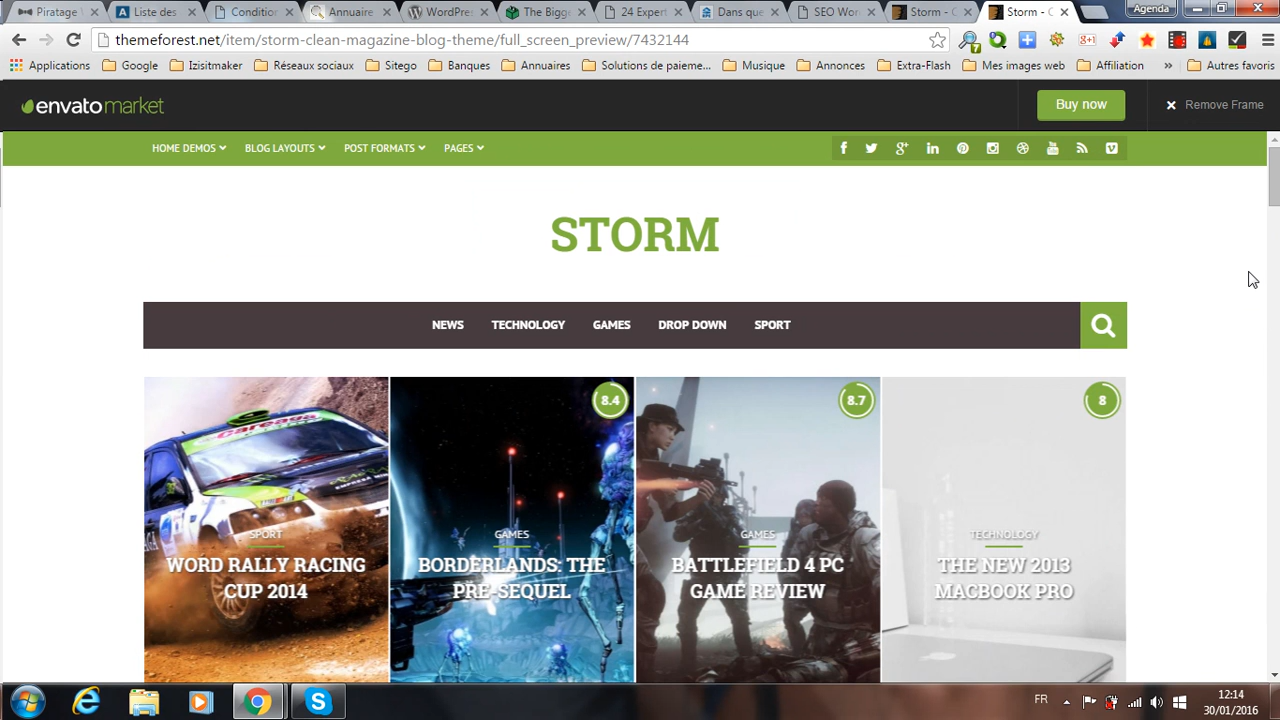 Piratage W
Liste des
Condition
Annuaire
WordPres
The Bigge
24 Expert
Dans que
SEO Wor
Storm - C
Storm - C
Agenda
themeforest.net/item/storm-clean-magazine-blog-theme/full_screen_preview/7432144
Applications
Google
Izisitmaker
Réseaux sociaux
Sitego
Banques
Annuaires
Solutions de paieme...
Musique
Annonces
Extra-Flash
Mes images web
Affiliation
»
Autres favoris
envato market
Buy now
Remove Frame
HOME DEMOS
BLOG LAYOUTS
POST FORMATS
PAGES
STORM
NEWS
TECHNOLOGY
GAMES
DROP DOWN
SPORT
Careaga
SPORT
WORD RALLY RACING
CUP 2014
8.4
GAMES
BORDERLANDS: THE
PRE-SEQUEL
8.7
GAMES
BATTLEFIELD 4 PC
GAME REVIEW
8
TECHNOLOGY
THE NEW 2013
MACBOOK PRO
FR
12:14
30/01/2016